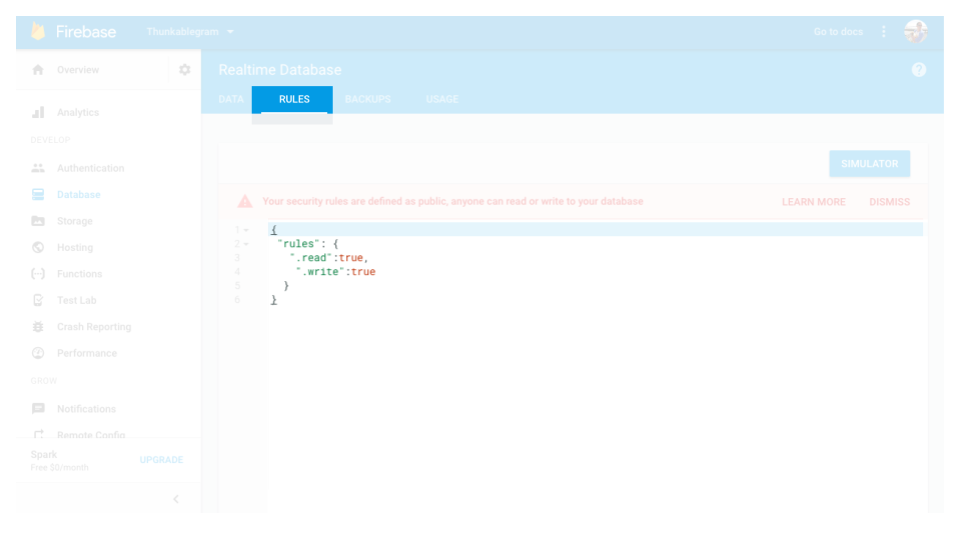 Firebase
Thunkablegram
Go to docs
Overview
Realtime Database
DATA RULES BACKUPS USAGE
Analytics
DEVELOP
Authentication
Database
Storage
Hosting
Functions
Test Lab
Crash Reporting
Performance
GROW
Notifications
Remote Config
Spark
Free $0/month
UPGRADE
SIMULATOR
Your security rules are defined as public, anyone can read or write to your database
LEARN MORE DISMISS
1 {
2 "rules": {
3 ".read":true,
4 ".write":true
5 }
6 }